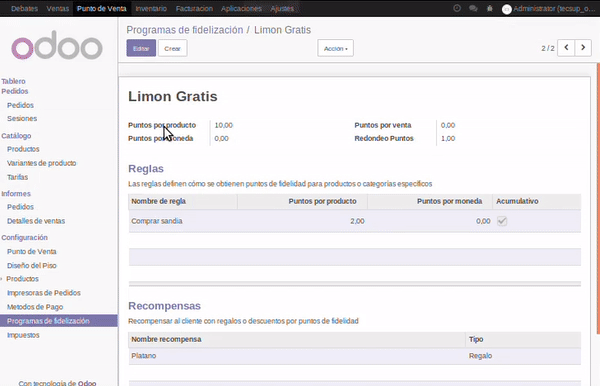 Debates Ventas Punto de Venta Inventario Facturacion Aplicaciones Ajustes Administrator (tecsup_o...
odoo
Programas de fidelización / Limon Gratis
Editar Crear Acción 2 / 2
Tablero
Pedidos
Pedidos
Sesiones
Catálogo
Productos
Variantes de producto
Tarifas
Informes
Pedidos
Detalles de ventas
Configuración
Punto de Venta
Diseño del Piso
Productos
Impresoras de Pedidos
Metodos de Pago
Programas de fidelización
Impuestos
Con tecnología de Odoo
Limon Gratis
Puntos por producto 10,00 Puntos por venta 0,00
Puntos por moneda 0,00 Redondeo Puntos 1,00
Reglas
Las reglas definen cómo se obtienen puntos de fidelidad para productos o categorías específicos
Nombre de regla Puntos por producto Puntos por moneda Acumulativo
Comprar sandia 2,00 0,00
Recompensas
Recompensar al cliente con regalos o descuentos por puntos de fidelidad
Nombre recompensa Tipo
Platano Regalo